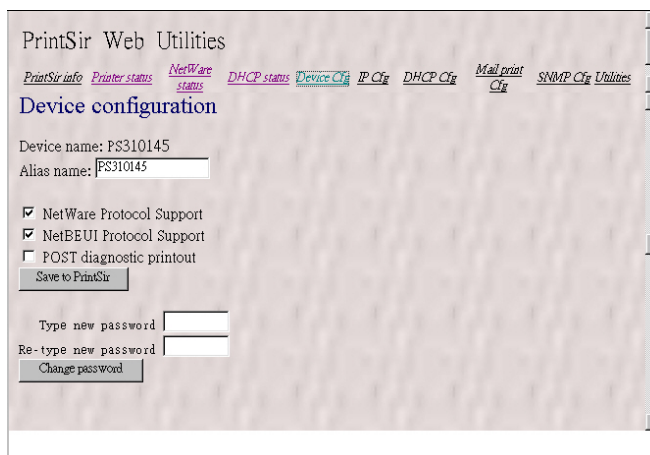 PrintSir Web Utilities
PrintSir info Printer status NetWare status DHCP status Device Cfg IP Cfg DHCP Cfg Mail print Cfg SNMP Cfg Utilities
Device configuration
Device name: PS310145
Alias name: PS310145
NetWare Protocol Support
NetBEUI Protocol Support
POST diagnostic printout
Save to PrintSir
Type new password
Re-type new password
Change password